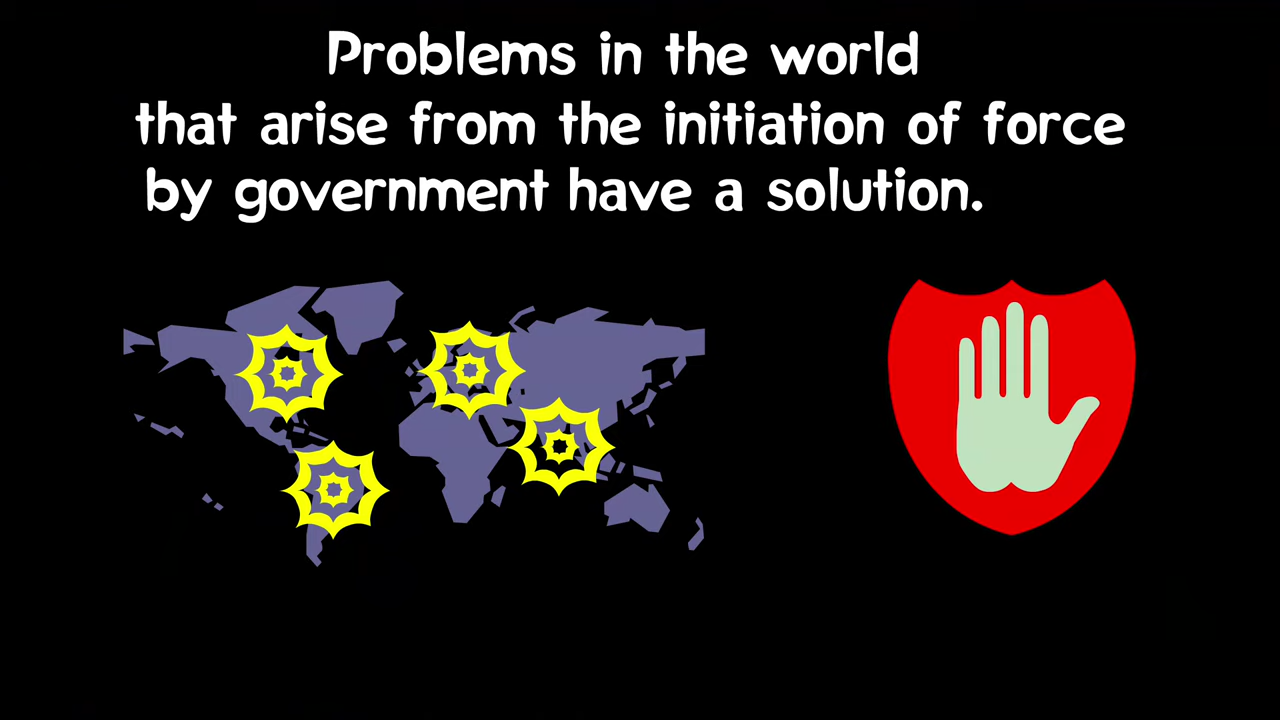 Problems in the world
that arise from the initiation of force
by government have a solution.